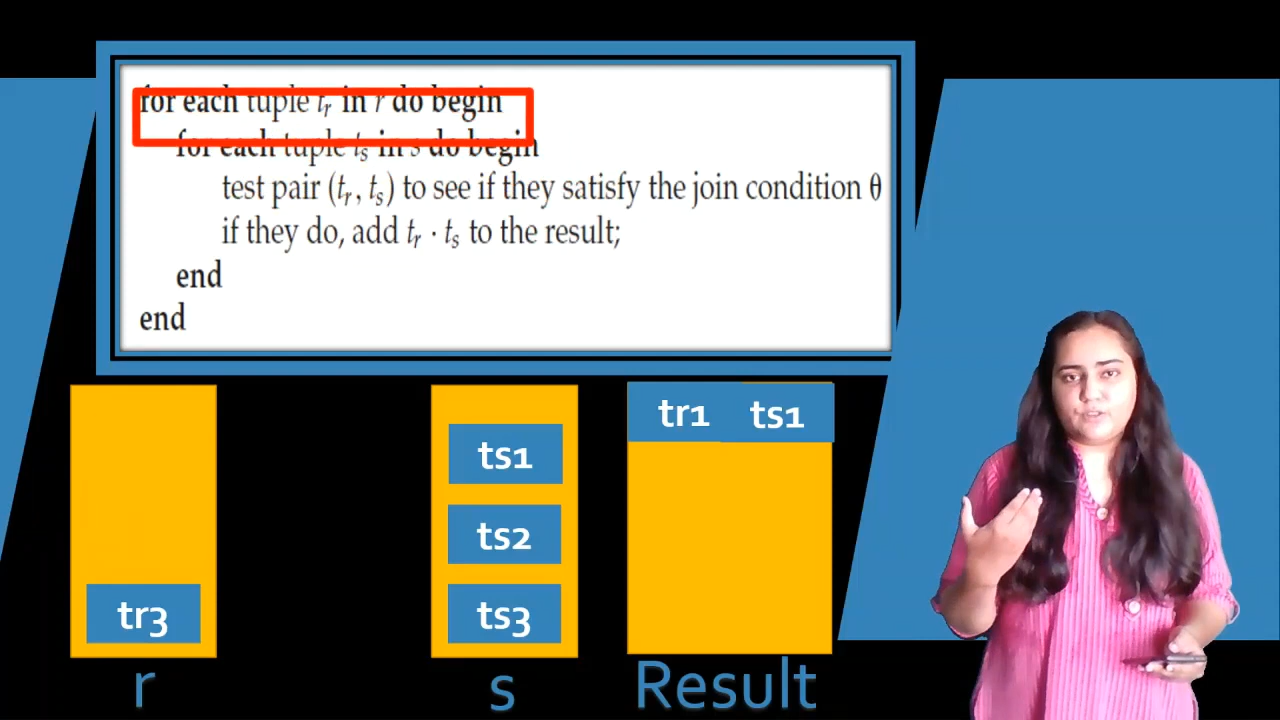 for each tuple tr in r do begin
for each tuple ts in s do begin
test pair (tr, ts) to see if they satisfy the join condition θ
if they do, add tr · ts to the result;
end
end
tr1 ts1
ts1
ts2
tr3 ts3
r s Result